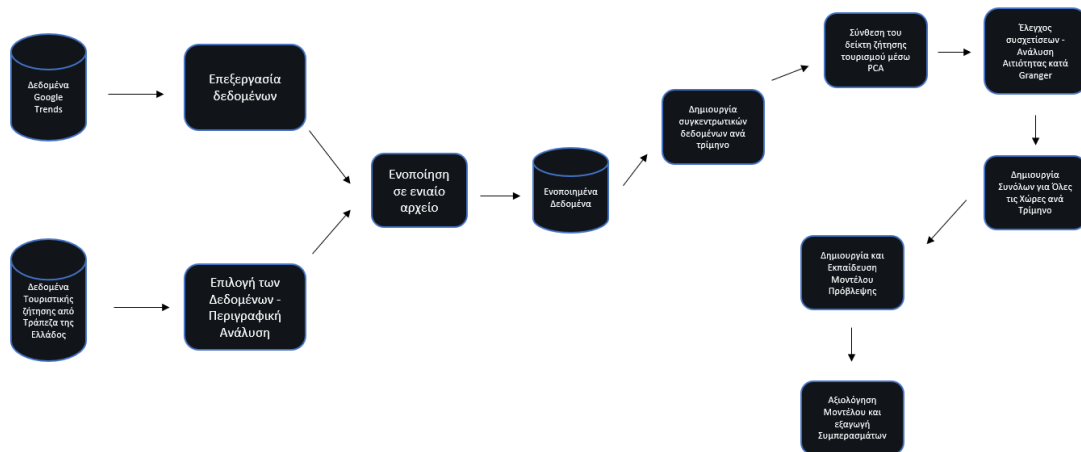 Δεδομένα
Google
Trends
Επεξεργασία
δεδομένων
Δεδομένα
Τουριστικής
ζήτησης από
Τράπεζα της
Ελλάδος
Επιλογή των
Δεδομένων -
Περιγραφική
Ανάλυση
Ενοποίηση
σε ενιαίο
αρχείο
Ενοποιημένα
Δεδομένα
Δημιουργία
συγκεντρωτικών
δεδομένων ανά
τρίμηνο
Σύνθεση του
δείκτη ζήτησης
τουρισμού μέσω
PCA
Έλεγχος
συσχετίσεων -
Ανάλυση
Αιτιότητας κατά
Granger
Δημιουργία
Συνόλων για Όλες
τις Χώρες ανά
Τρίμηνο
Δημιουργία και
Εκπαίδευση
Μοντέλου
Πρόβλεψης
Αξιολόγηση
Μοντέλου και
εξαγωγή
Συμπερασμάτων